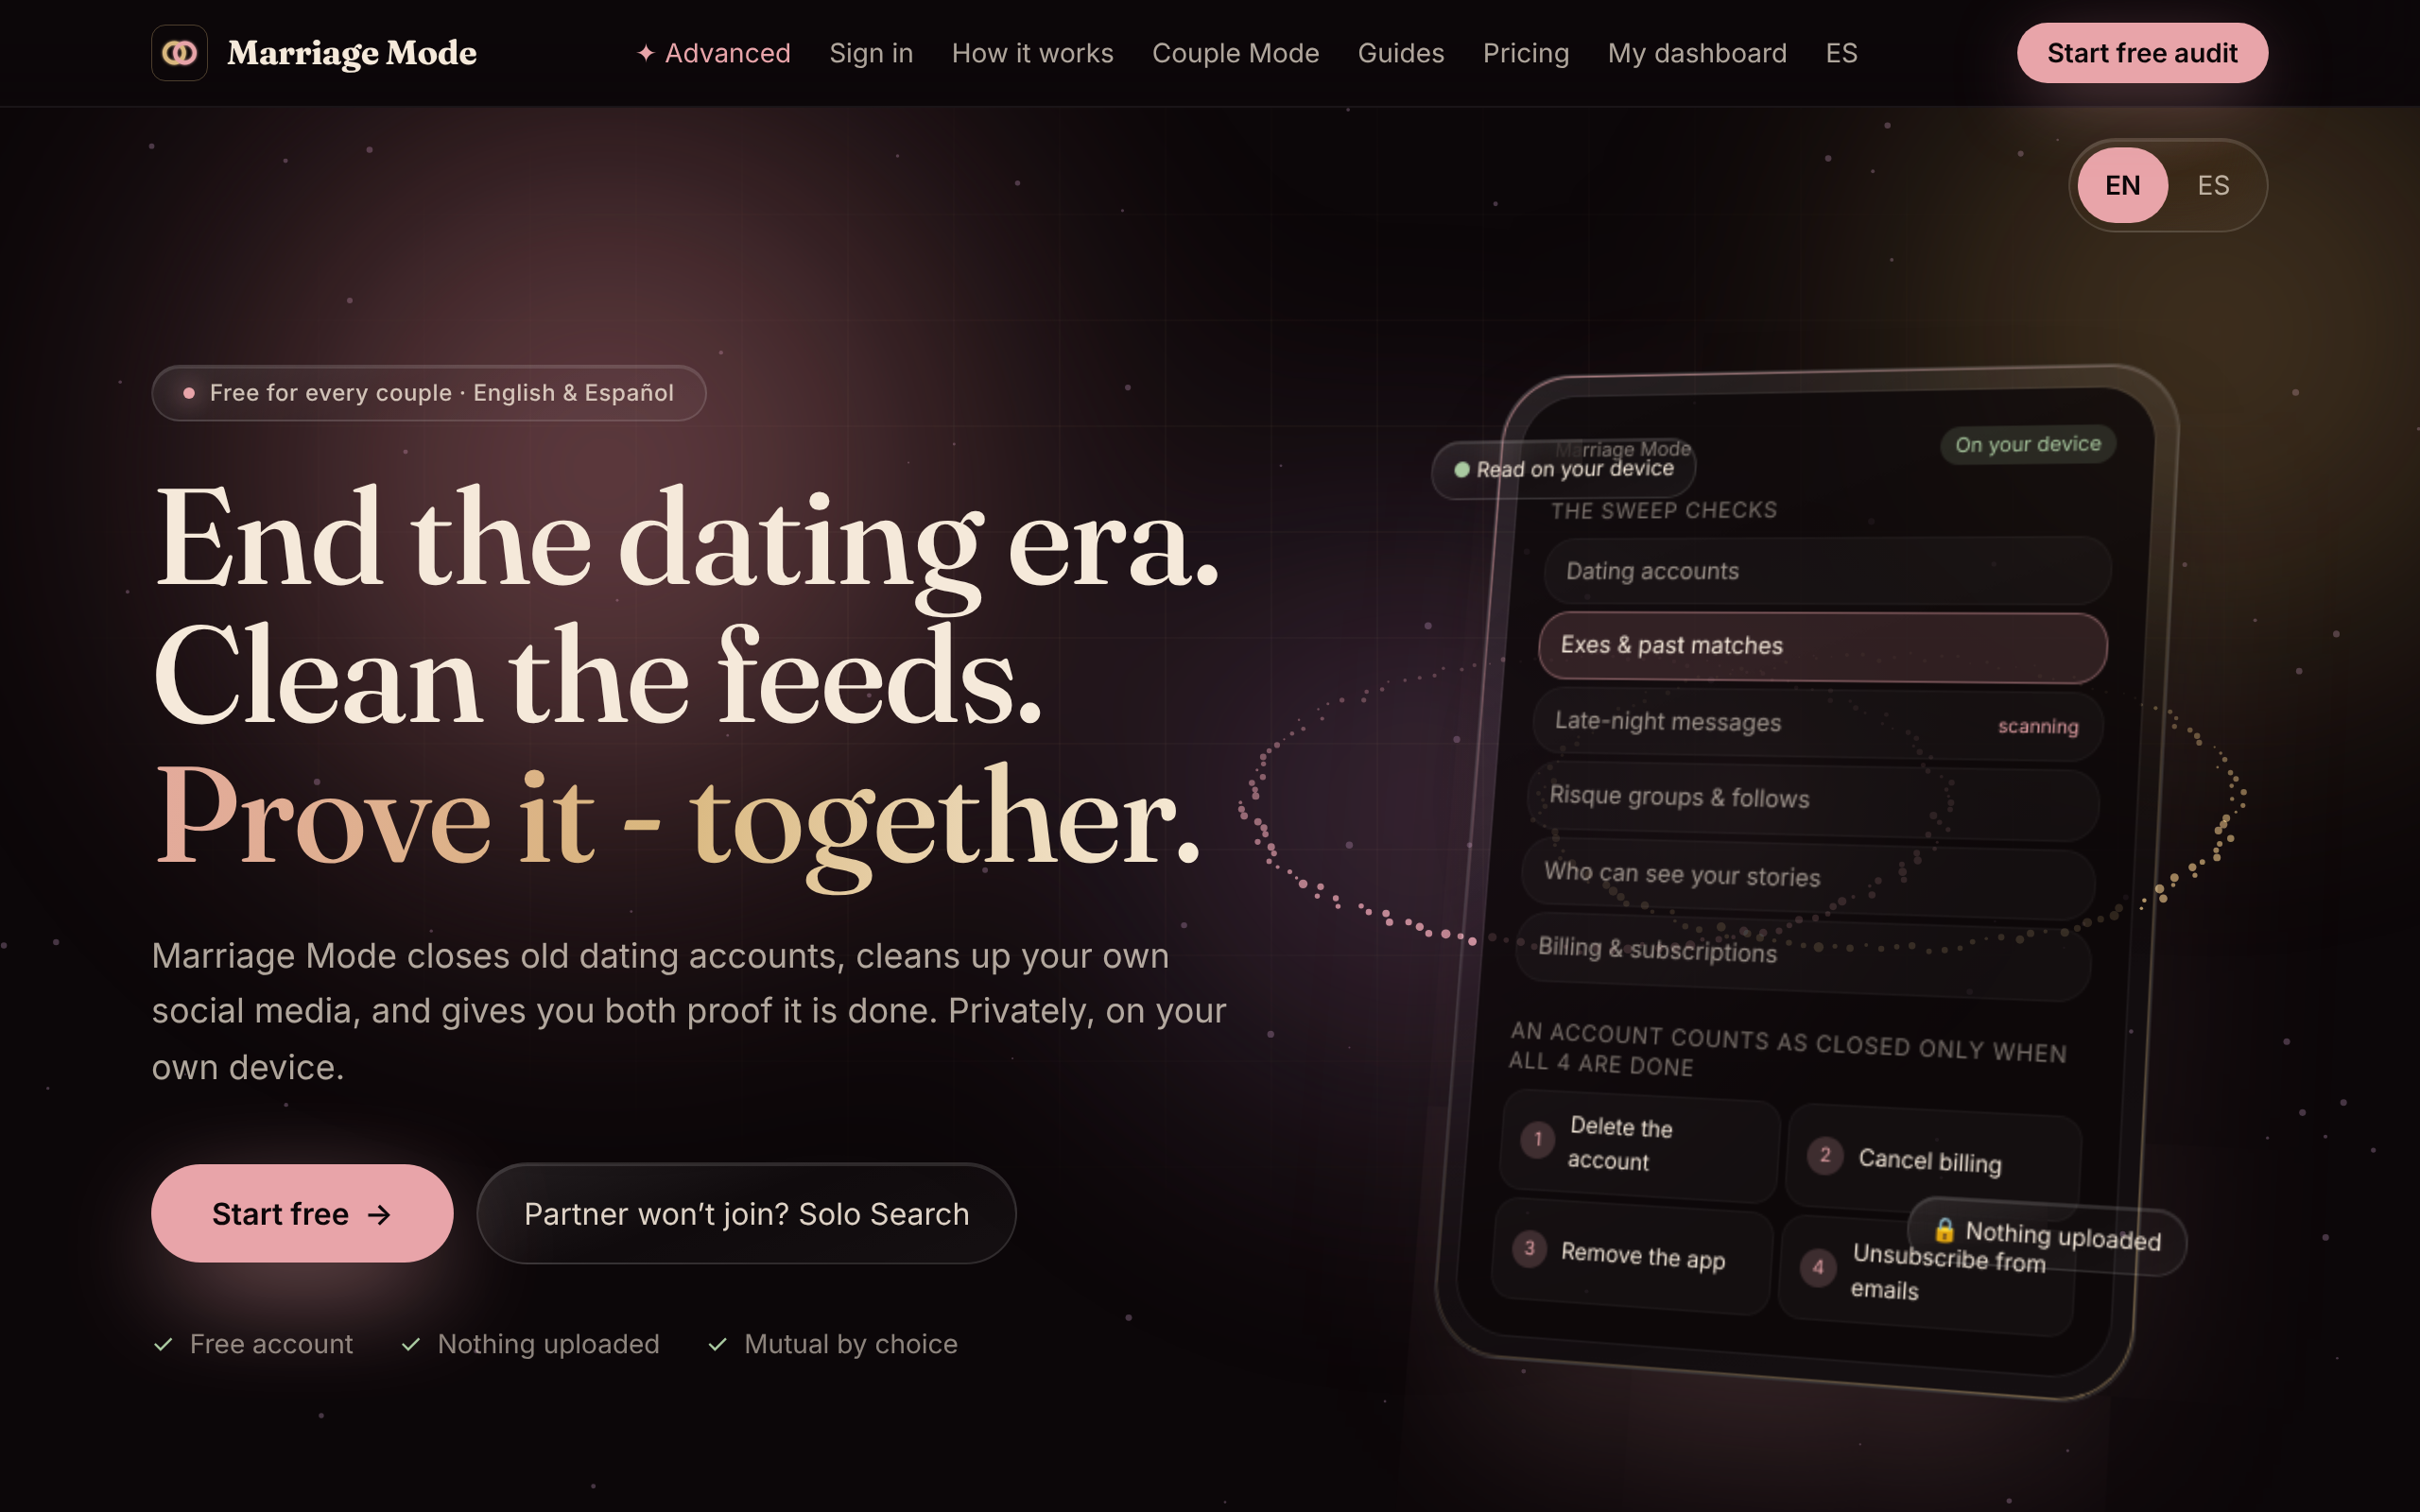 Marriage Mode
✦ Advanced
Sign in
How it works
Couple Mode
Guides
Pricing
My dashboard
ES
Start free audit
EN
ES
Free for every couple · English & Español
End the dating era.
Clean the feeds.
Prove it - together.
Marriage Mode closes old dating accounts, cleans up your own
social media, and gives you both proof it is done. Privately, on your
own device.
Start free →
Partner won’t join? Solo Search
✓ Free account
✓ Nothing uploaded
✓ Mutual by choice
Marriage Mode
On your device
Read on your device
THE SWEEP CHECKS
Dating accounts
Exes & past matches
Late-night messages
scanning
Risque groups & follows
Who can see your stories
Billing & subscriptions
AN ACCOUNT COUNTS AS CLOSED ONLY WHEN
ALL 4 ARE DONE
1
Delete the
account
2
Cancel billing
3
Remove the app
🔒 Nothing uploaded
4
Unsubscribe from
emails